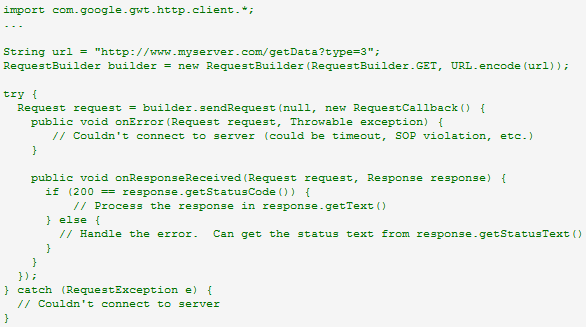 import com.google.gwt.http.client.*;
...

String url = "http://www.myserver.com/getData?type=3";
RequestBuilder builder = new RequestBuilder(RequestBuilder.GET, URL.encode(url));

try {
  Request request = builder.sendRequest(null, new RequestCallback() {
    public void onError(Request request, Throwable exception) {
       // Couldn't connect to server (could be timeout, SOP violation, etc.)
    }

    public void onResponseReceived(Request request, Response response) {
      if (200 == response.getStatusCode()) {
          // Process the response in response.getText()
      } else {
        // Handle the error.  Can get the status text from response.getStatusText()
      }
    }
  });
} catch (RequestException e) {
  // Couldn't connect to server
}